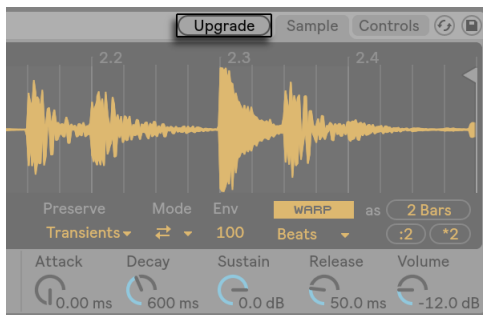 Upgrade Sample Controls
2.2 2.3 2.4
Preserve Mode Env WARP as 2 Bars
Transients 100 Beats :2 *2
Attack Decay Sustain Release Volume
0.00 ms 600 ms 0.0 dB 50.0 ms -12.0 dB